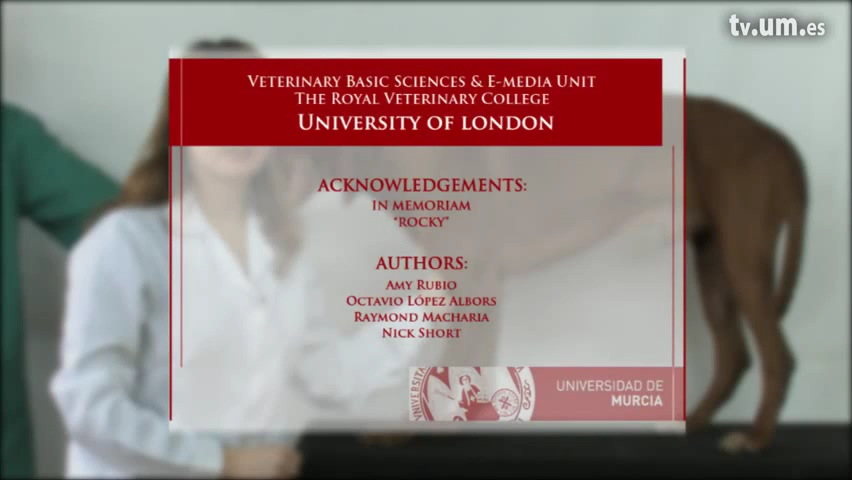 tv.um.es
VETERINARY BASIC SCIENCES & E-MEDIA UNIT
THE ROYAL VETERINARY COLLEGE
UNIVERSITY OF LONDON
ACKNOWLEDGEMENTS:
IN MEMORIAM
"ROCKY"
AUTHORS:
AMY RUBIO
OCTAVIO LÓPEZ ALBORS
RAYMOND MACHARIA
NICK SHORT
UNIVERSIDAD DE
MURCIA